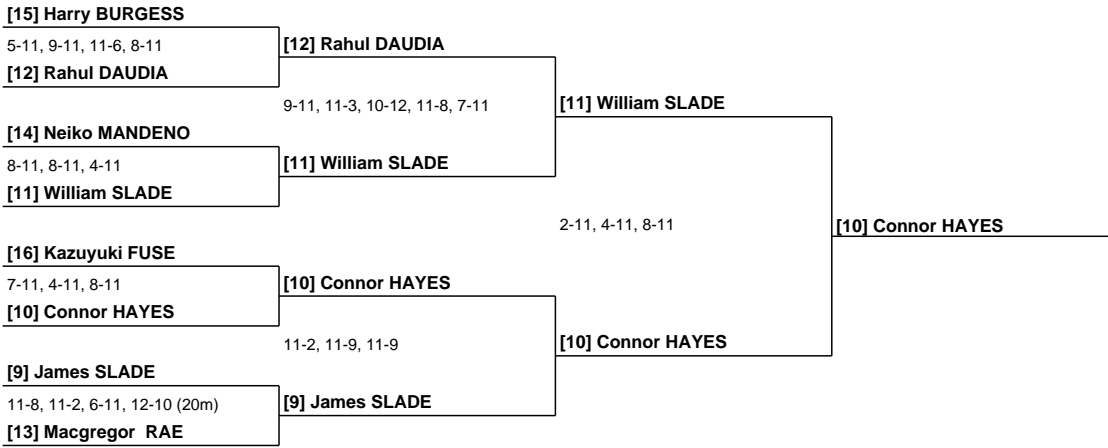 [15] Harry BURGESS
5-11, 9-11, 11-6, 8-11
[12] Rahul DAUDIA
[12] Rahul DAUDIA
9-11, 11-3, 10-12, 11-8, 7-11
[11] William SLADE
[14] Neiko MANDENO
8-11, 8-11, 4-11
[11] William SLADE
[11] William SLADE
2-11, 4-11, 8-11
[10] Connor HAYES
[16] Kazuyuki FUSE
7-11, 4-11, 8-11
[10] Connor HAYES
[10] Connor HAYES
11-2, 11-9, 11-9
[10] Connor HAYES
[9] James SLADE
11-8, 11-2, 6-11, 12-10 (20m)
[9] James SLADE
[13] Macgregor  RAE